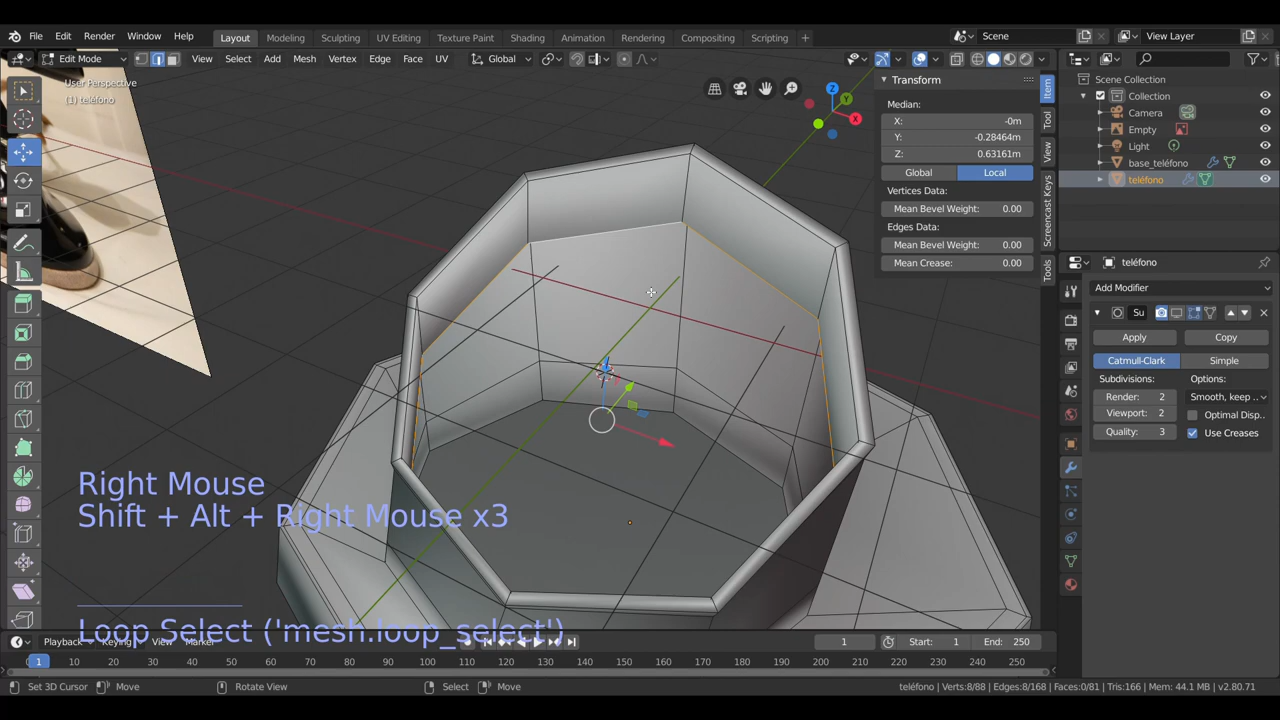 File Edit Render Window Help
Layout Modeling Sculpting UV Editing Texture Paint Shading Animation Rendering Compositing Scripting +
Scene
View Layer
Edit Mode
View Select Add Mesh Vertex Edge Face UV
Global
User Perspective
(1) teléfono
Transform
Median:
X: -0m
Y: -0.28464m
Z: 0.63161m
Global Local
Vertices Data:
Mean Bevel Weight: 0.00
Edges Data:
Mean Bevel Weight: 0.00
Mean Crease: 0.00
Item
Tool
View
Screencast Keys
Tools
Z
Y
X
Scene Collection
Collection
Camera
Empty
Light
base_teléfono
teléfono
teléfono
Add Modifier
Su
Apply Copy
Catmull-Clark Simple
Subdivisions: Options:
Render: 2 Smooth, keep ..
Viewport: 2 Optimal Disp..
Quality: 3 Use Creases
Right Mouse
Shift + Alt + Right Mouse x3
Loop Select ('mesh.loop_select')
Playback View Marker
1 Start: 1 End: 250
1 10 20 30 40 50 60 70 80 90 100 110 120 130 140 150 160 170 180 190 200 210 220 230 240 250
Set 3D Cursor Move Rotate View Select Move
teléfono | Verts:8/88 | Edges:8/168 | Faces:0/81 | Tris:166 | Mem: 44.1 MB | v2.80.71